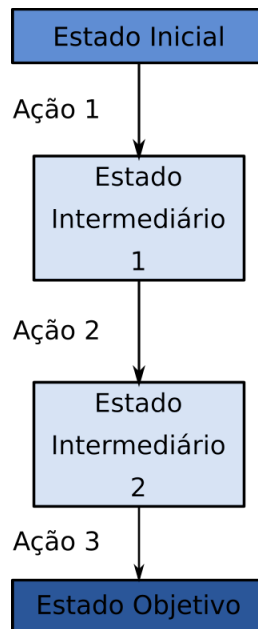 Estado Inicial
Ação 1
Estado
Intermediário
1
Ação 2
Estado
Intermediário
2
Ação 3
Estado Objetivo